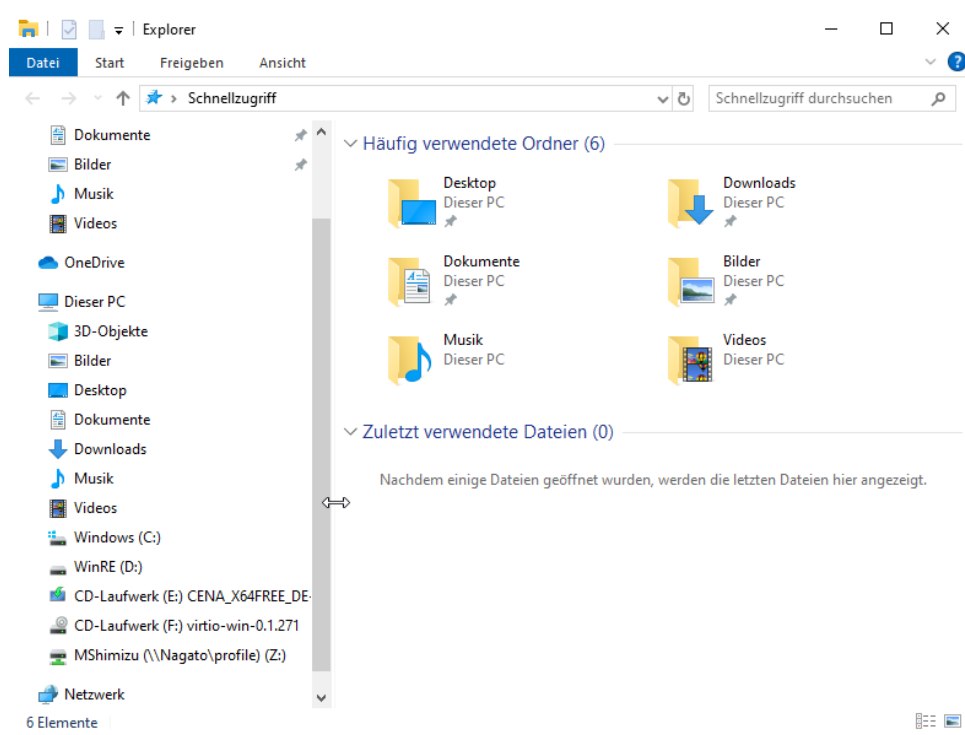 Explorer
Datei Start Freigeben Ansicht
Schnellzugriff
Schnellzugriff durchsuchen
Dokumente
Bilder
Musik
Videos
OneDrive
Dieser PC
3D-Objekte
Bilder
Desktop
Dokumente
Downloads
Musik
Videos
Windows (C:)
WinRE (D:)
CD-Laufwerk (E:) CENA_X64FREE_DE-
CD-Laufwerk (F:) virtio-win-0.1.271
MShimizu (\\Nagato\profile) (Z:)
Netzwerk
Häufig verwendete Ordner (6)
Desktop
Dieser PC
Downloads
Dieser PC
Dokumente
Dieser PC
Bilder
Dieser PC
Musik
Dieser PC
Videos
Dieser PC
Zuletzt verwendete Dateien (0)
Nachdem einige Dateien geöffnet wurden, werden die letzten Dateien hier angezeigt.
6 Elemente